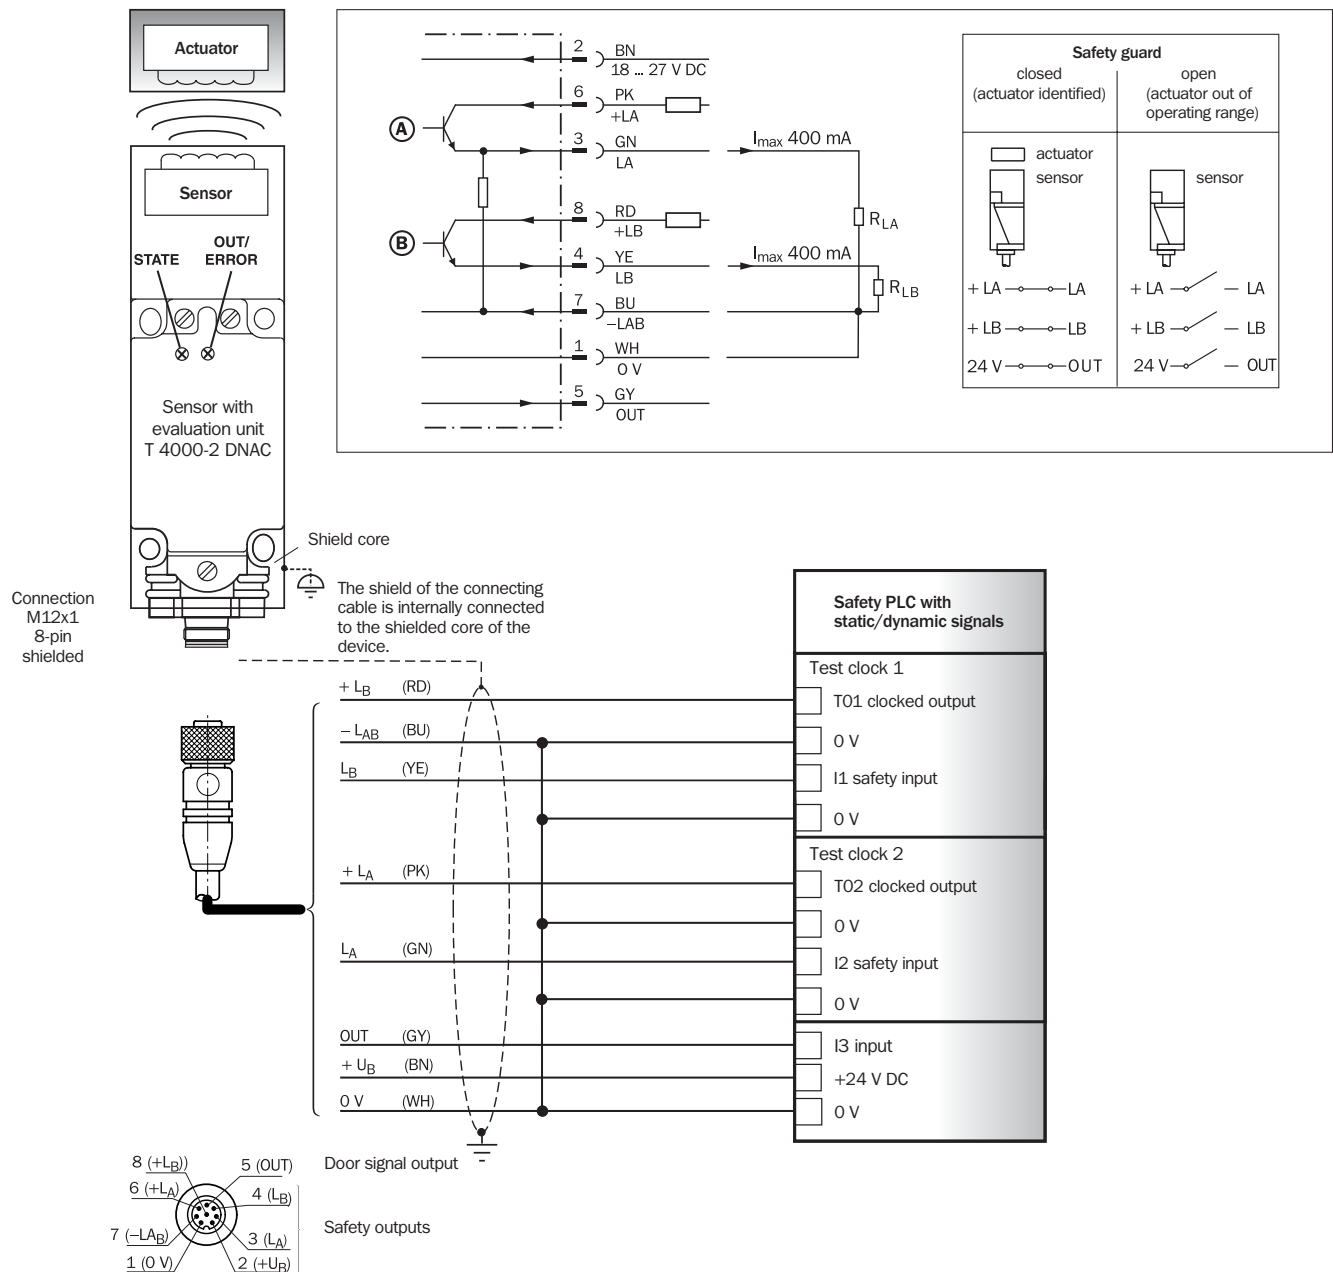 Actuator
Sensor
STATE
OUT/
ERROR
Sensor with
evaluation unit
T 4000-2 DNAC
Shield core
The shield of the connecting
cable is internally connected
to the shielded core of the
device.
Connection
M12x1
8-pin
shielded
2 BN
18 ... 27 V DC
6 PK
+LA
A
3 GN
LA
Imax 400 mA
RLA
8 RD
+LB
B
4 YE
LB
Imax 400 mA
RLB
7 BU
–LAB
1 WH
0 V
5 GY
OUT
Safety guard
closed
(actuator identified)
open
(actuator out of
operating range)
actuator
sensor
sensor
+ LA LA
+ LA LA
+ LB LB
+ LB LB
24 V OUT
24 V OUT
Safety PLC with
static/dynamic signals
Test clock 1
+ LB (RD)
T01 clocked output
– LAB (BU)
0 V
LB (YE)
I1 safety input
0 V
Test clock 2
+ LA (PK)
T02 clocked output
0 V
LA (GN)
I2 safety input
0 V
OUT (GY)
I3 input
+ UB (BN)
+24 V DC
0 V (WH)
0 V
8 (+LB))
5 (OUT)
Door signal output
6 (+LA)
4 (LB)
Safety outputs
7 (–LAB)
3 (LA)
1 (0 V)
2 (+UB)